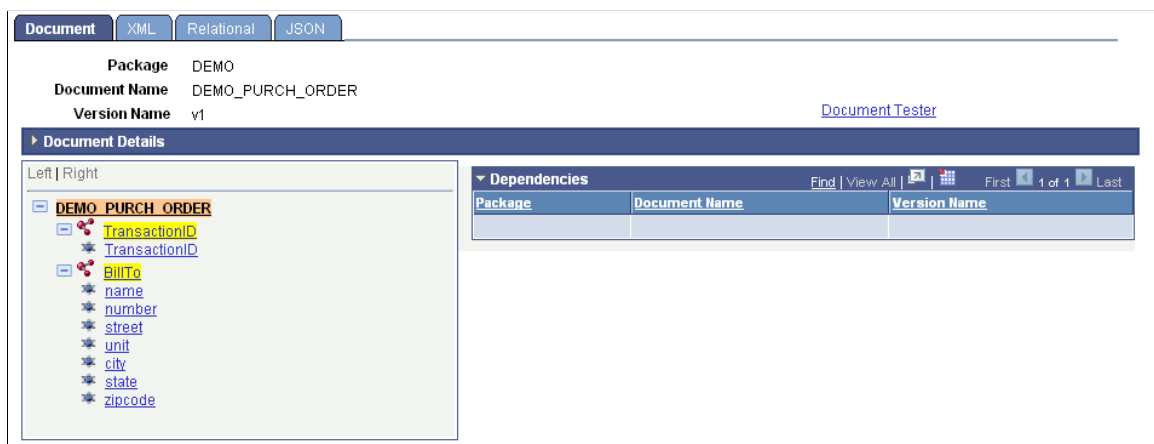 Document XML Relational JSON
Package DEMO
Document Name DEMO_PURCH_ORDER
Version Name v1
Document Tester
Document Details
Left | Right
DEMO_PURCH_ORDER
TransactionID
TransactionID
BillTo
name
number
street
unit
city
state
zipcode
Dependencies Find | View All | | First 1 of 1 Last
Package Document Name Version Name